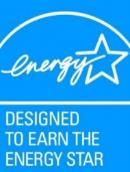 energy
DESIGNED
TO EARN THE
ENERGY STAR